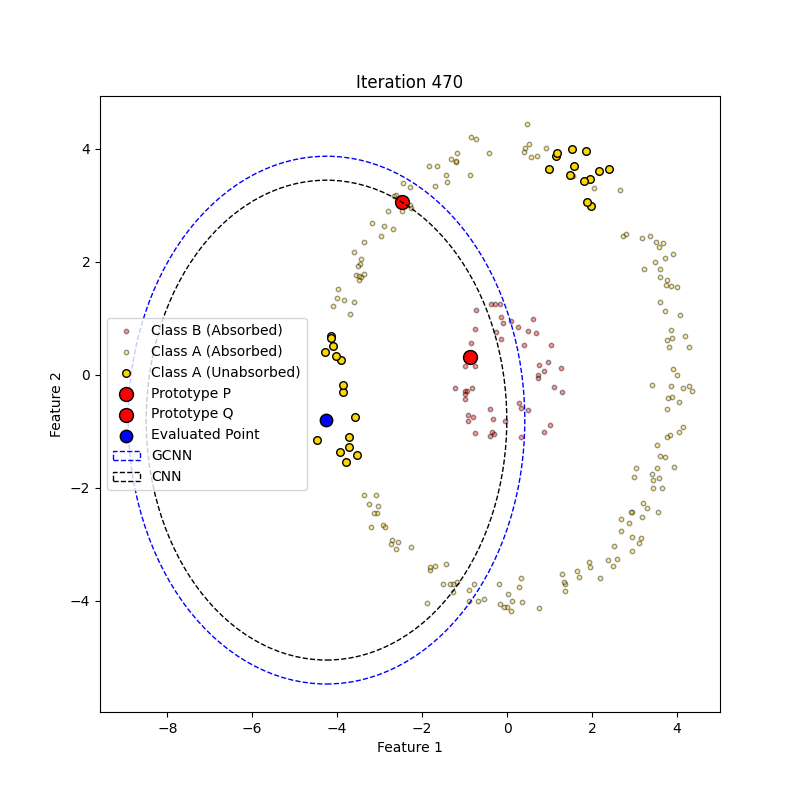 Iteration 470
4
2
0
−2
−4
Feature 2
Class B (Absorbed)
Class A (Absorbed)
Class A (Unabsorbed)
Prototype P
Prototype Q
Evaluated Point
GCNN
CNN
−8
−6
−4
−2
0
2
4
Feature 1